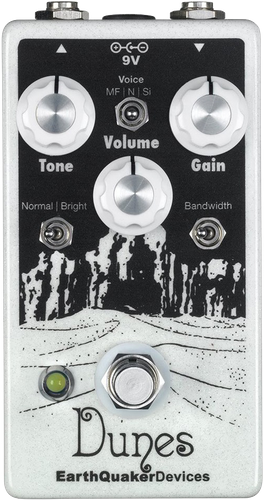 9V
Voice
MF | N | Si
Tone
Volume
Gain
Normal | Bright
Bandwidth
Dunes
EarthQuakerDevices